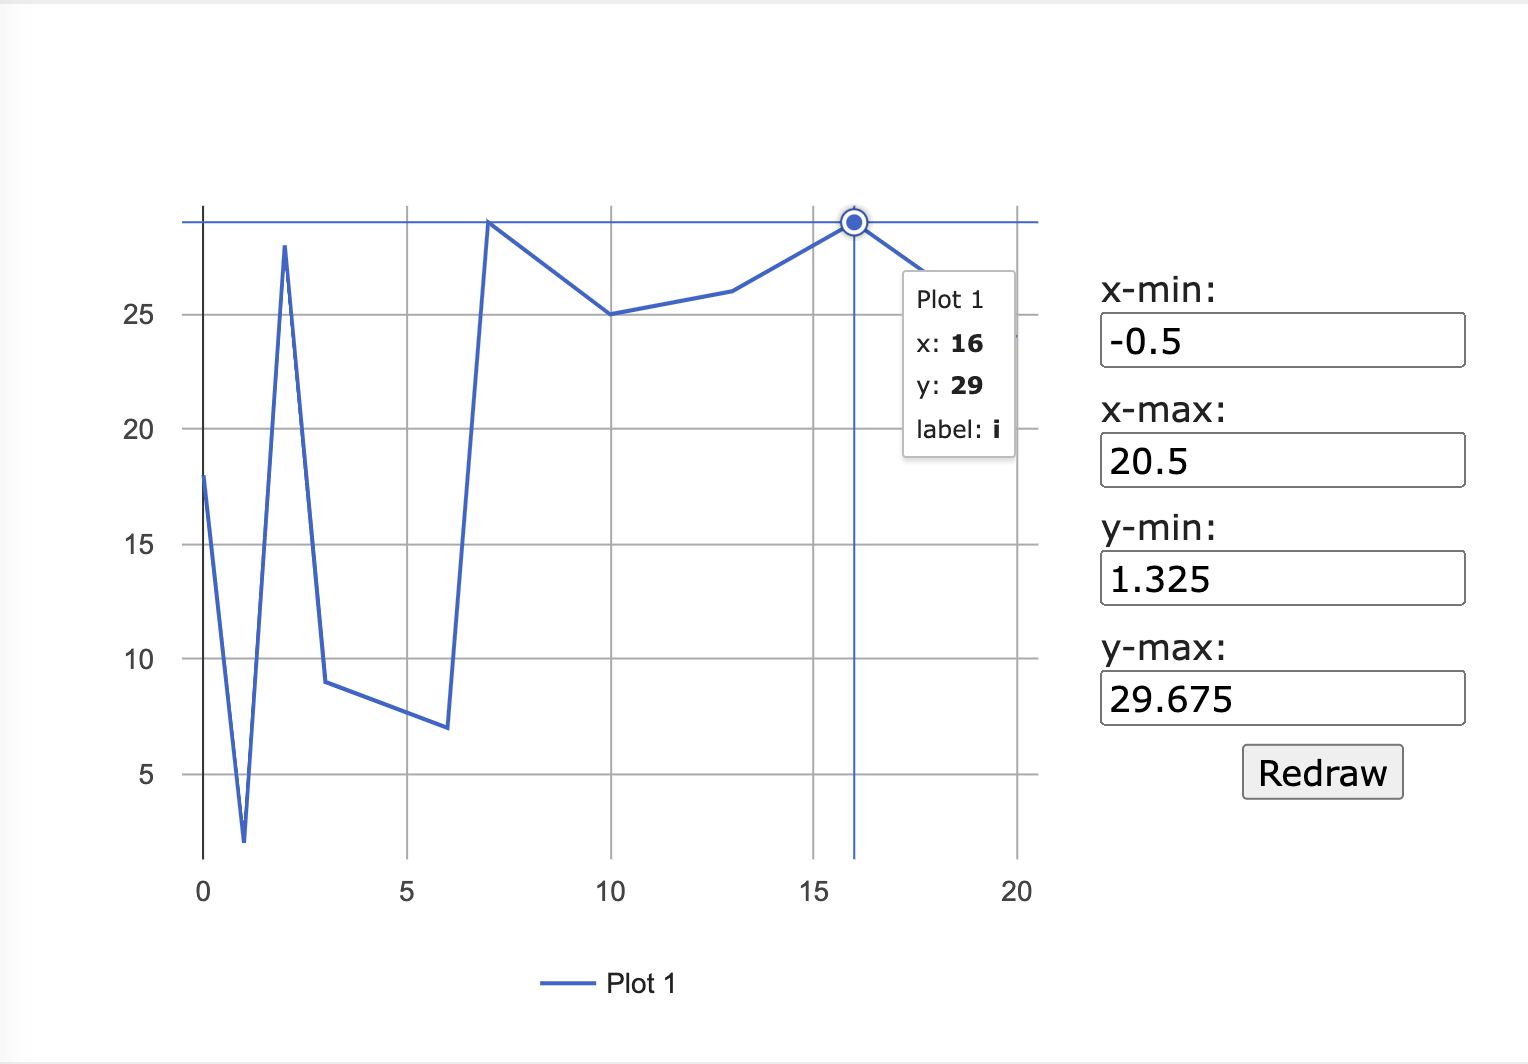 25
20
15
10
5
0 5 10 15 20
Plot 1
x: 16
y: 29
label: i
Plot 1
x-min:
-0.5
x-max:
20.5
y-min:
1.325
y-max:
29.675
Redraw